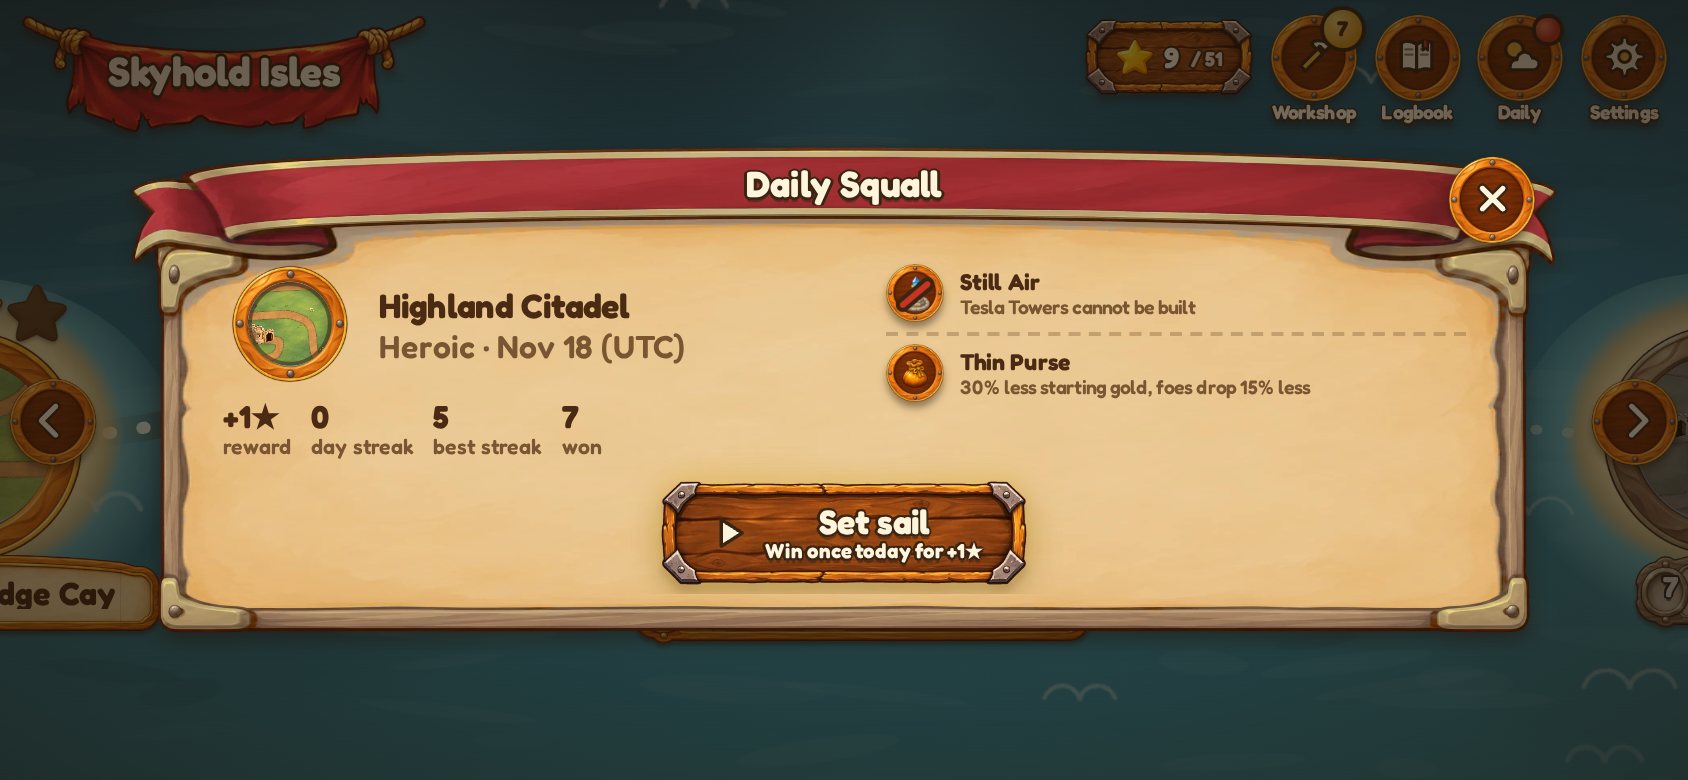 Skyhold Isles
9 /51
7
Workshop
Logbook
Daily
Settings
Daily Squall
Highland Citadel
Heroic · Nov 18 (UTC)
+1★
reward
0
day streak
5
best streak
7
won
Still Air
Tesla Towers cannot be built
Thin Purse
30% less starting gold, foes drop 15% less
Set sail
Win once today for +1★
dge Cay
7